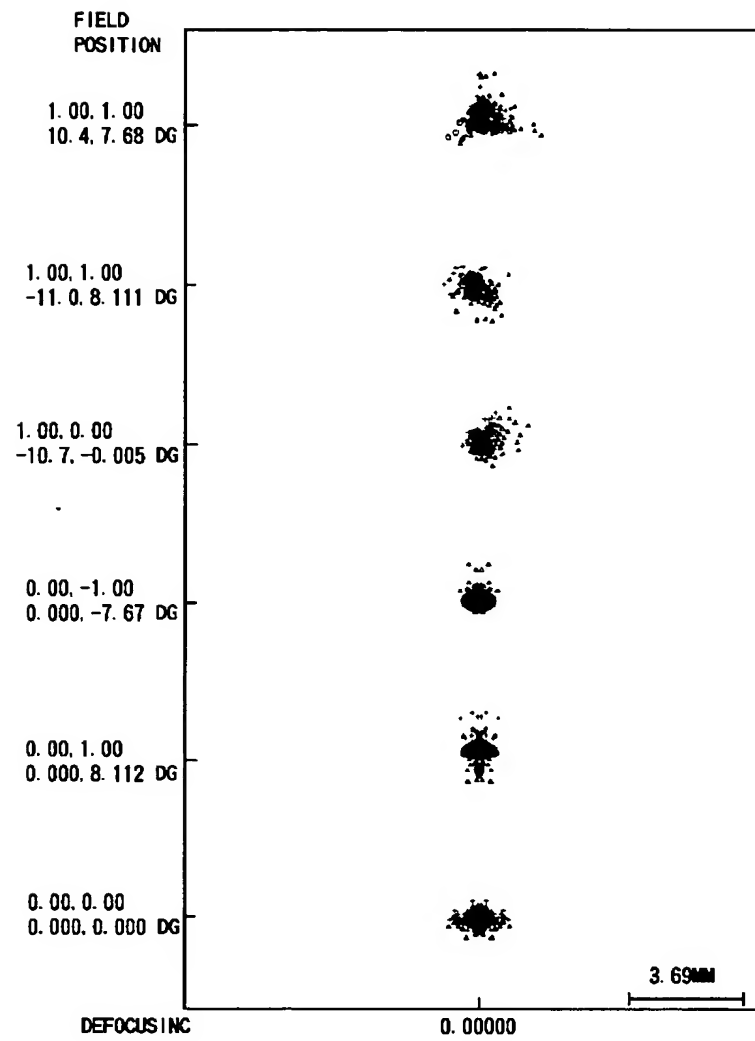 FIELD
POSITION
1.00, 1.00
10.4, 7.68 DG
1.00, 1.00
-11.0, 8.111 DG
1.00, 0.00
-10.7, -0.005 DG
0.00, -1.00
0.000, -7.67 DG
0.00, 1.00
0.000, 8.112 DG
0.00, 0.00
0.000, 0.000 DG
3.69MM
DEFOCUSINC
0.00000